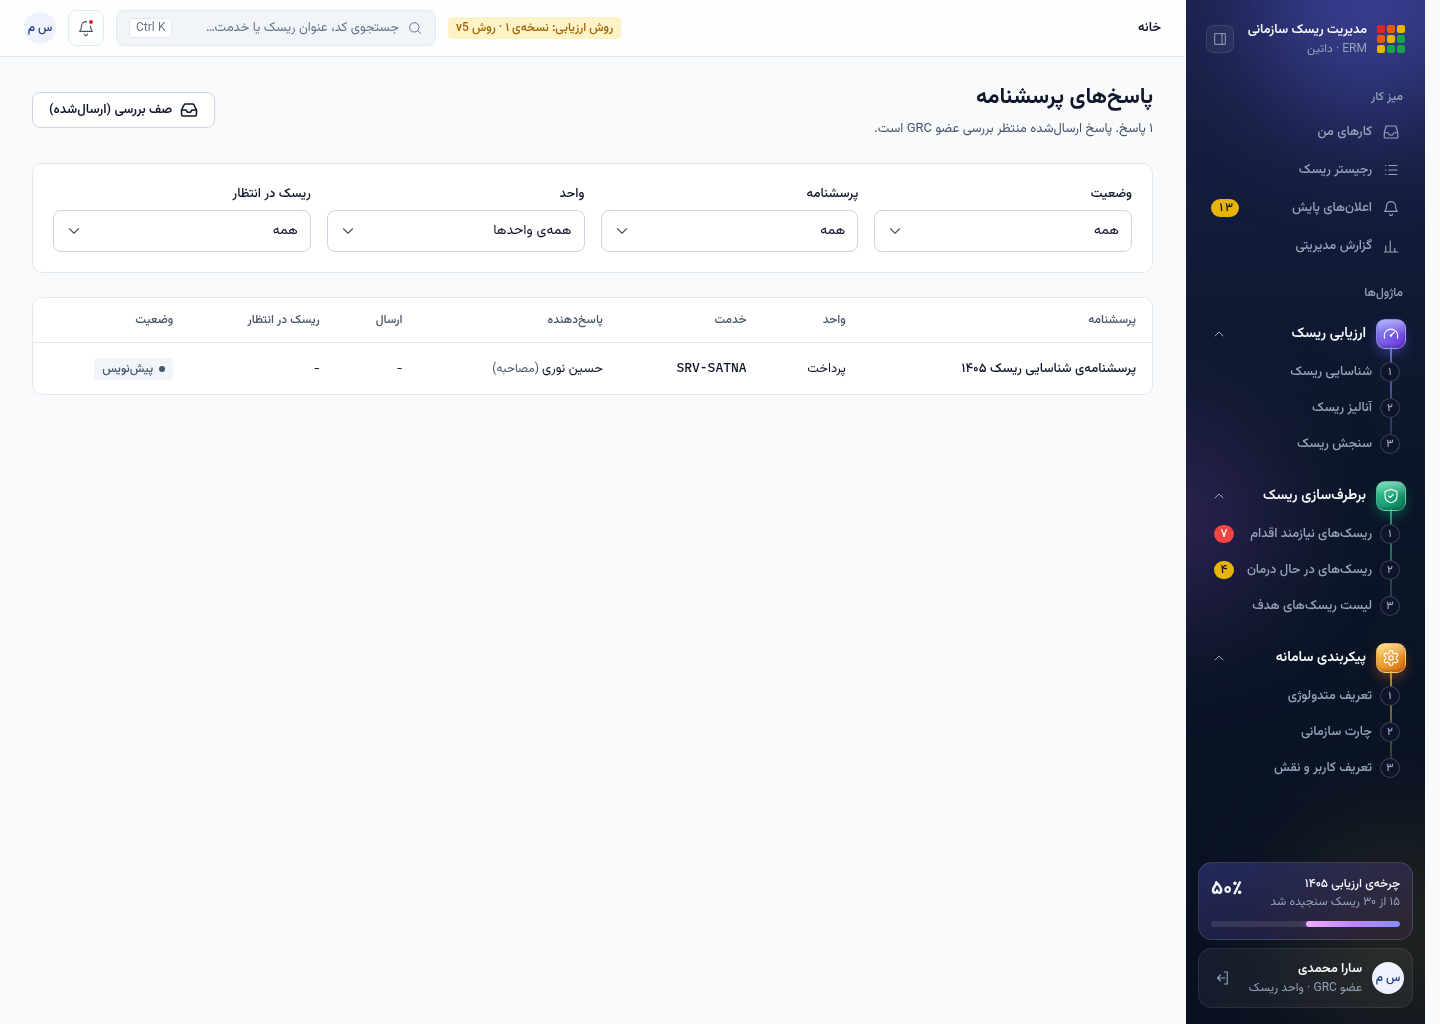 مدیریت ریسک سازمانی
ERM · داتین
میز کار
کارهای من
رجیستر ریسک
اعلان‌های پایش ۱۳
گزارش مدیریتی
ماژول‌ها
ارزیابی ریسک
۱ شناسایی ریسک
۲ آنالیز ریسک
۳ سنجش ریسک
برطرف‌سازی ریسک
۱ ریسک‌های نیازمند اقدام ۷
۲ ریسک‌های در حال درمان ۴
۳ لیست ریسک‌های هدف
پیکربندی سامانه
۱ تعریف متدولوژی
۲ چارت سازمانی
۳ تعریف کاربر و نقش
چرخه‌ی ارزیابی ۱۴۰۵ ۵۰٪
۱۵ از ۳۰ ریسک سنجیده شد
س م سارا محمدی
عضو GRC · واحد ریسک
خانه روش ارزیابی: نسخه‌ی ۱ · روش v5 جستجوی کد، عنوان ریسک یا خدمت... Ctrl K س م
پاسخ‌های پرسشنامه
۱ پاسخ. پاسخ ارسال‌شده منتظر بررسی عضو GRC است.
صف بررسی (ارسال‌شده)
وضعیت پرسشنامه واحد ریسک در انتظار
همه همه همه‌ی واحدها همه
پرسشنامه واحد خدمت پاسخ‌دهنده ارسال ریسک در انتظار وضعیت
پرسشنامه‌ی شناسایی ریسک ۱۴۰۵ پرداخت SRV-SATNA حسین نوری (مصاحبه) - - پیش‌نویس